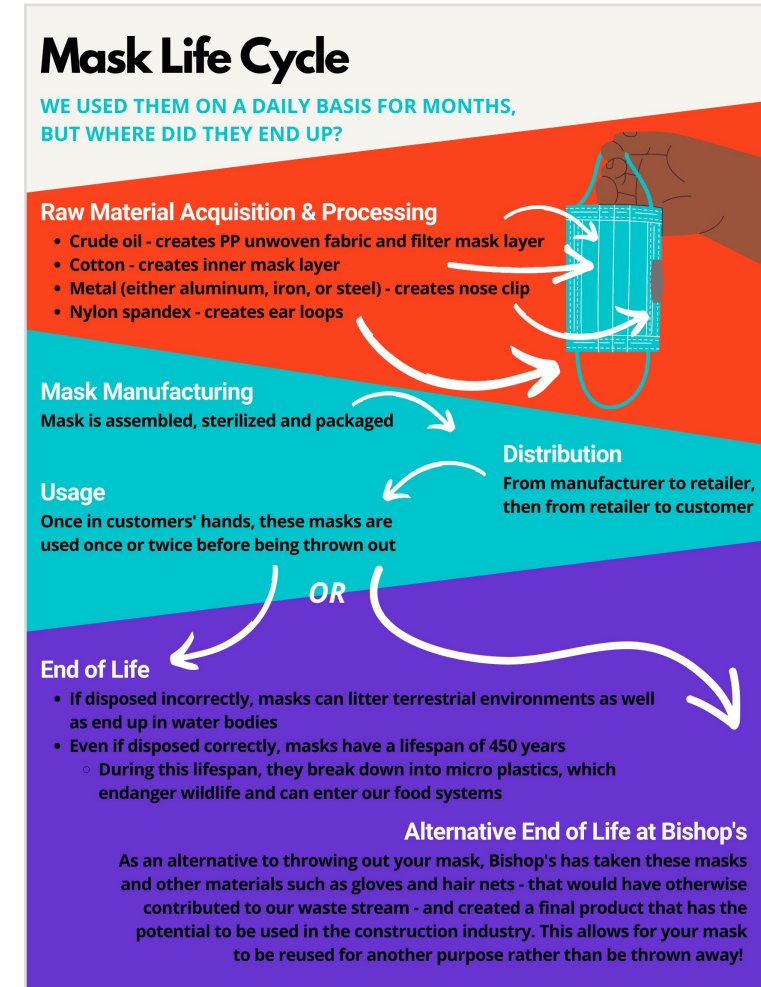 Mask Life Cycle
WE USED THEM ON A DAILY BASIS FOR MONTHS,
BUT WHERE DID THEY END UP?
Raw Material Acquisition & Processing
• Crude oil - creates PP unwoven fabric and filter mask layer
• Cotton - creates inner mask layer
• Metal (either aluminum, iron, or steel) - creates nose clip
• Nylon spandex - creates ear loops
Mask Manufacturing
Mask is assembled, sterilized and packaged
Distribution
From manufacturer to retailer,
then from retailer to customer
Usage
Once in customers' hands, these masks are
used once or twice before being thrown out
OR
End of Life
• If disposed incorrectly, masks can litter terrestrial environments as well
as end up in water bodies
• Even if disposed correctly, masks have a lifespan of 450 years
◦ During this lifespan, they break down into micro plastics, which
endanger wildlife and can enter our food systems
Alternative End of Life at Bishop's
As an alternative to throwing out your mask, Bishop's has taken these masks
and other materials such as gloves and hair nets - that would have otherwise
contributed to our waste stream - and created a final product that has the
potential to be used in the construction industry. This allows for your mask
to be reused for another purpose rather than be thrown away!